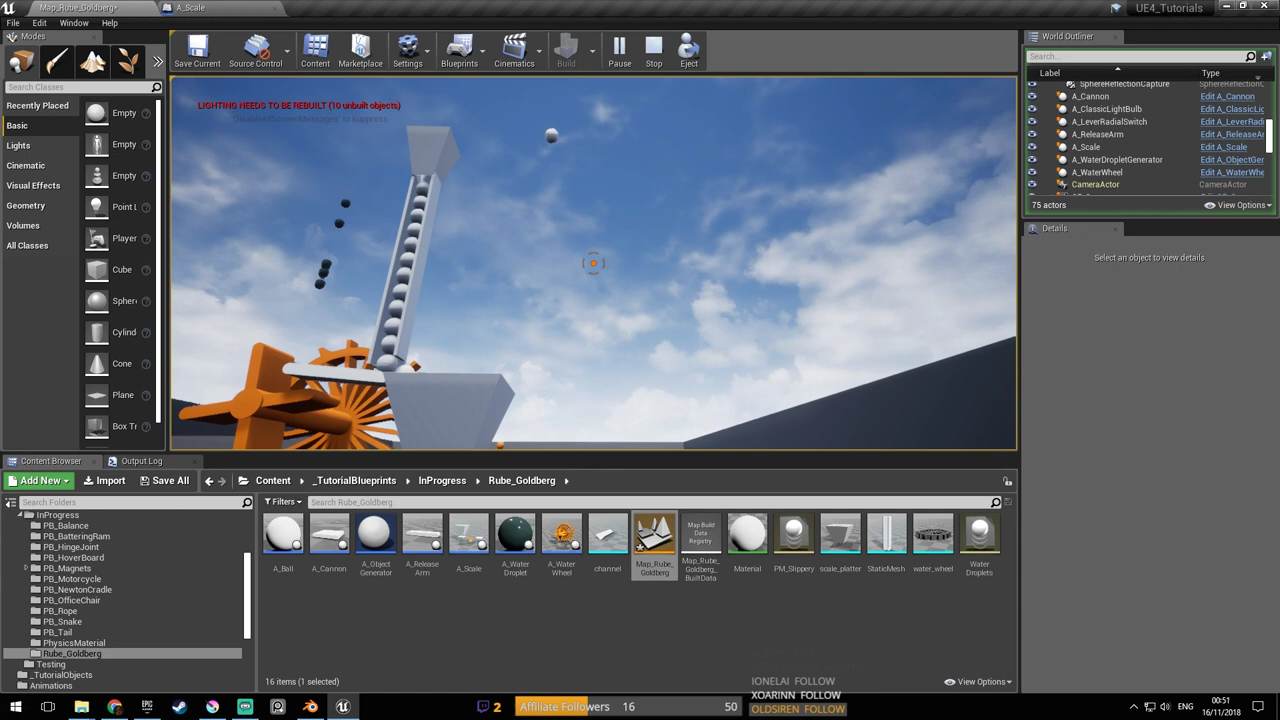 Map_Rube_Goldberg*
A_Scale
UE4_Tutorials
File Edit Window Help
Modes
Search Classes
Recently Placed
Basic
Lights
Cinematic
Visual Effects
Geometry
Volumes
All Classes
Empty
Empty
Empty
Point L
Player
Cube
Sphere
Cylind
Cone
Plane
Box Tr
Save Current
Source Control
Content
Marketplace
Settings
Blueprints
Cinematics
Build
Pause
Stop
Eject
LIGHTING NEEDS TO BE REBUILT (10 unbuilt objects)
'DisableAllScreenMessages' to suppress
World Outliner
Search...
Label Type
SphereReflectionCapture SphereReflectionC
A_Cannon Edit A_Cannon
A_ClassicLightBulb Edit A_ClassicLig
A_LeverRadialSwitch Edit A_LeverRadi
A_ReleaseArm Edit A_ReleaseAr
A_Scale Edit A_Scale
A_WaterDropletGenerator Edit A_ObjectGer
A_WaterWheel Edit A_WaterWhe
CameraActor CameraActor
75 actors
View Options
Details
Select an object to view details.
Content Browser
Output Log
Add New Import Save All
Content _TutorialBlueprints InProgress Rube_Goldberg
Search Folders
InProgress
PB_Balance
PB_BatteringRam
PB_HingeJoint
PB_HoverBoard
PB_Magnets
PB_Motorcycle
PB_NewtonCradle
PB_OfficeChair
PB_Rope
PB_Snake
PB_Tail
PhysicsMaterial
Rube_Goldberg
Testing
_TutorialObjects
Animations
Filters
Search Rube_Goldberg
A_Ball
A_Cannon
A_Object
Generator
A_Release
Arm
A_Scale
A_Water
Droplet
A_Water
Wheel
channel
Map_Rube_
Goldberg
Map Build
Data
Registry
Map_Rube_
Goldberg_
BuiltData
Material
PM_Slippery
scale_platter
StaticMesh
water_wheel
Water
Droplets
16 items (1 selected)
View Options
IONELAI FOLLOW
XOARINN FOLLOW
OLDSIREN FOLLOW
2
Affiliate Followers 16 50
00:51
16/11/2018